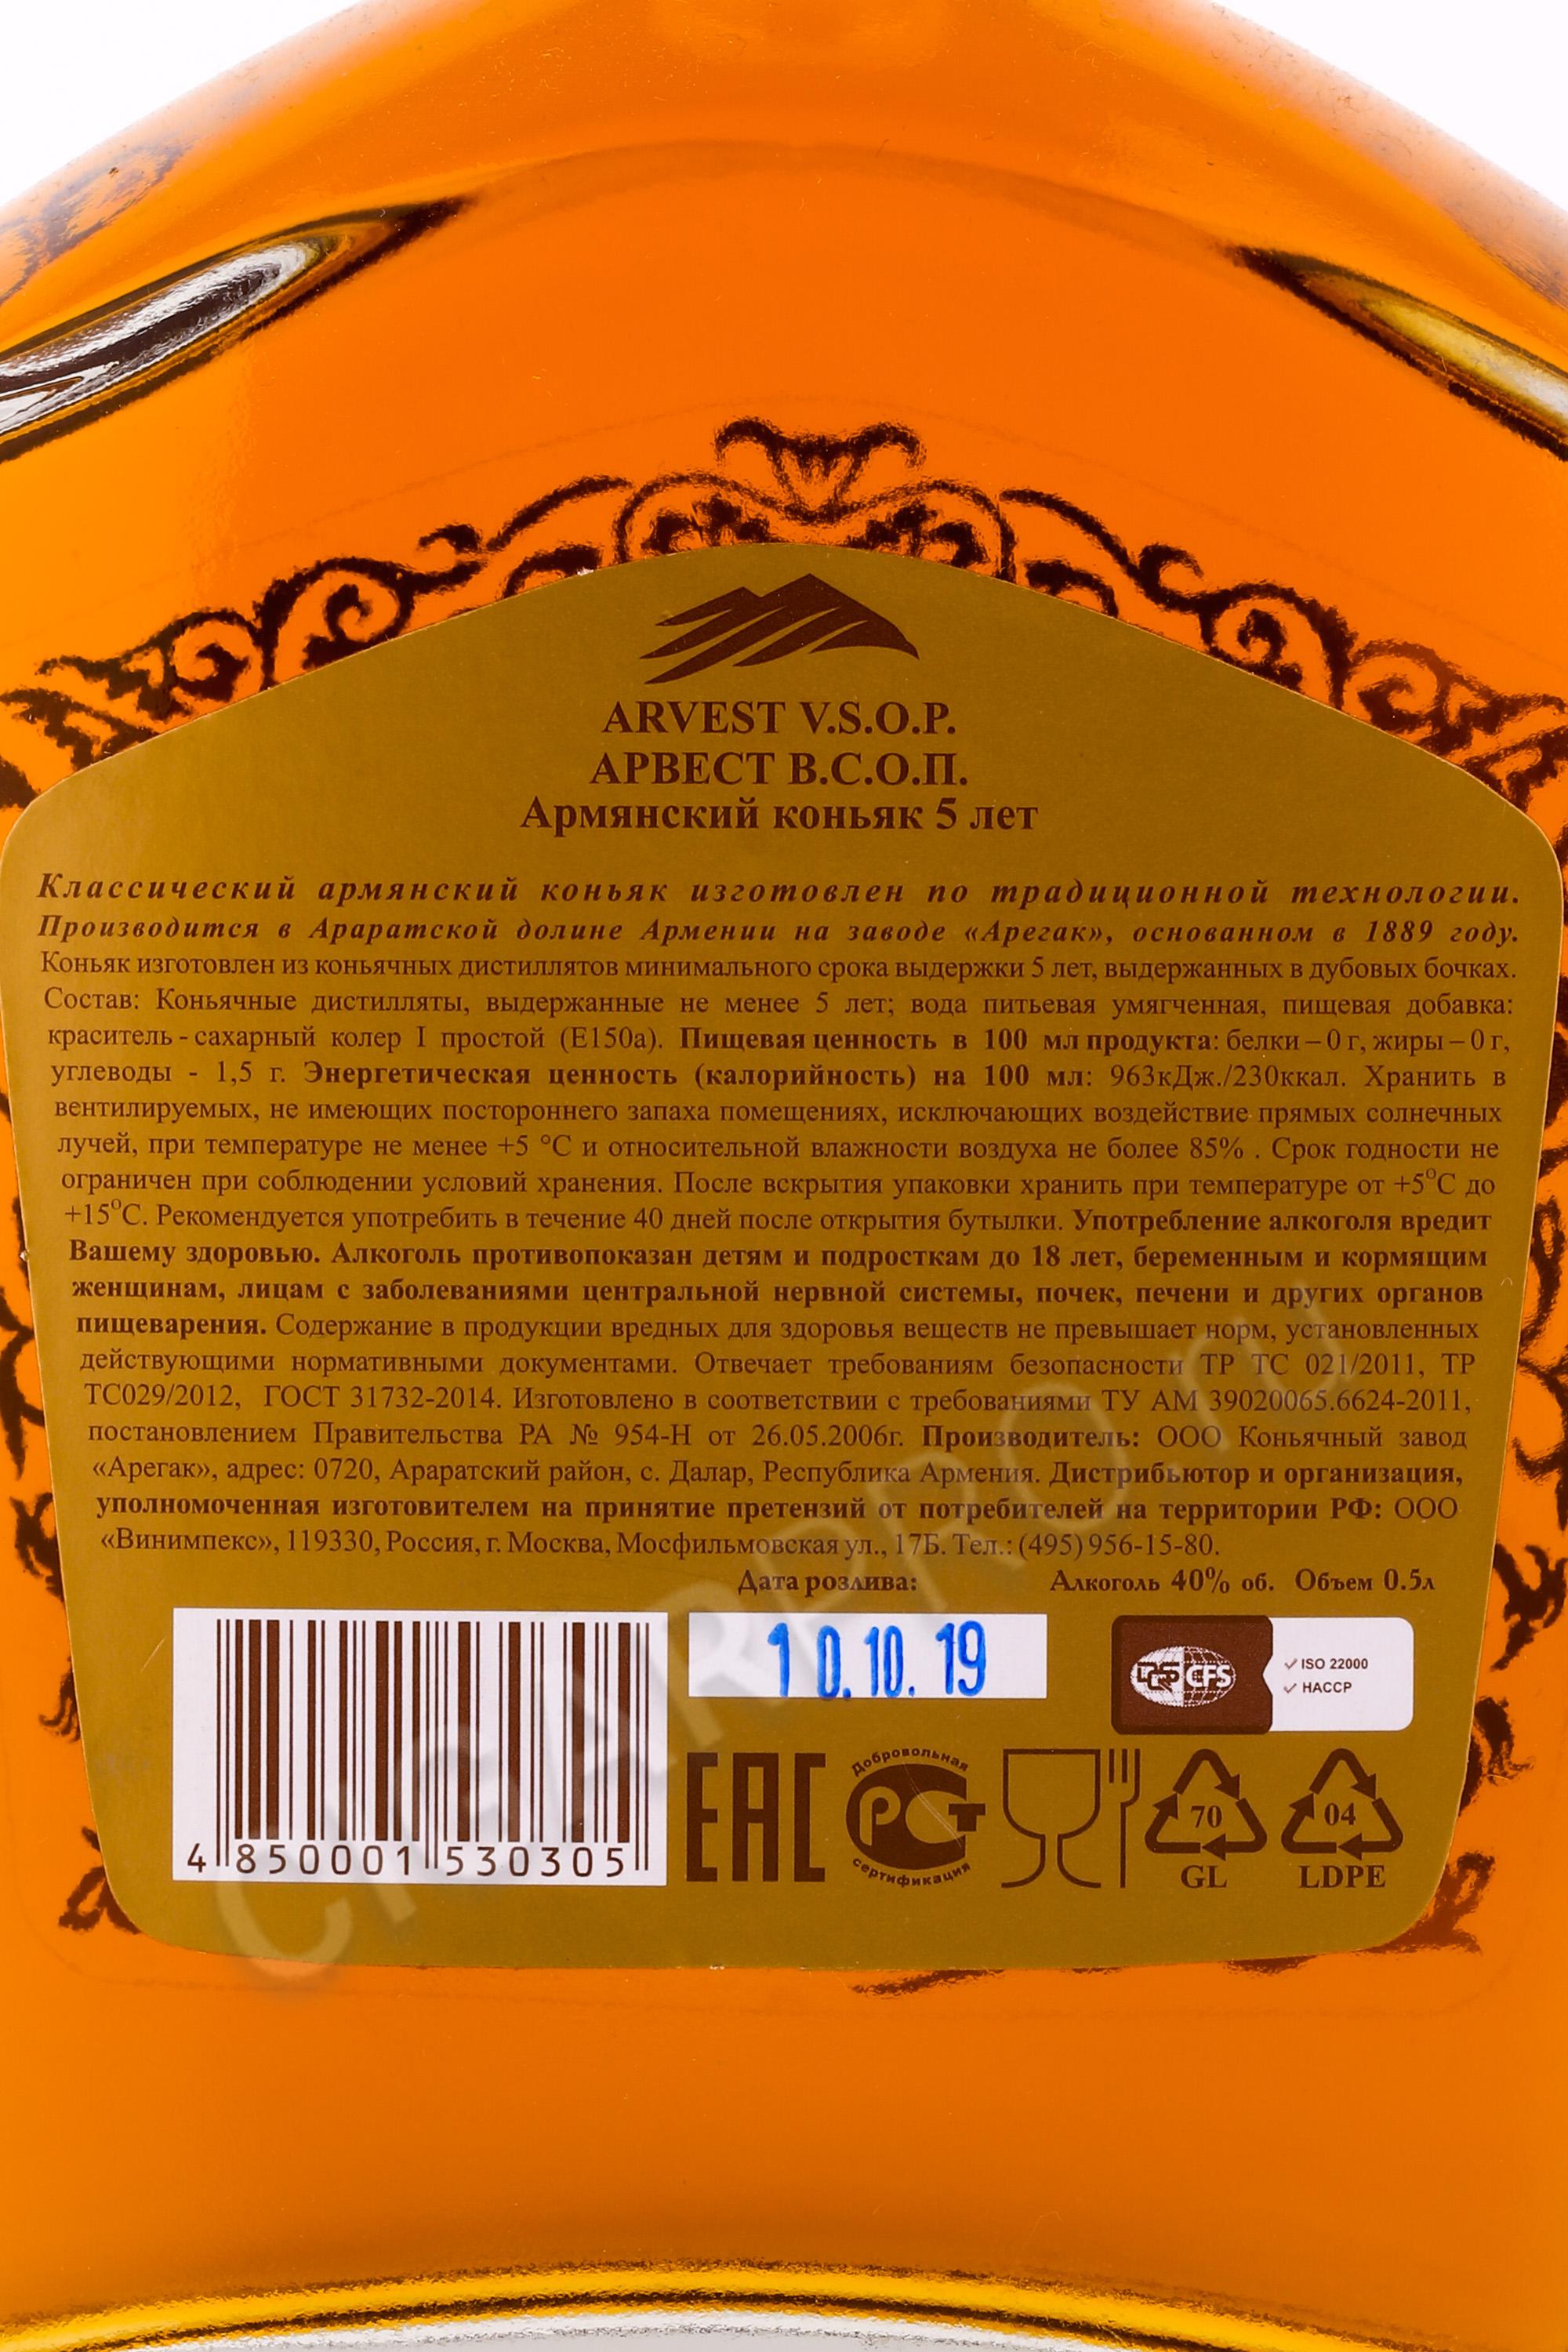 ARVEST V.S.O.P.
АРВЕСТ В.С.О.П.
Армянский коньяк 5 лет
Классический армянский коньяк изготовлен по традиционной технологии.
Производится в Араратской долине Армении на заводе «Арегак», основанном в 1889 году.
Коньяк изготовлен из коньячных дистиллятов минимального срока выдержки 5 лет, выдержанных в дубовых бочках.
Состав: Коньячные дистилляты, выдержанные не менее 5 лет; вода питьевая умягченная, пищевая добавка:
краситель - сахарный колер I простой (Е150а). Пищевая ценность в 100 мл продукта: белки – 0 г, жиры – 0 г,
углеводы - 1,5 г. Энергетическая ценность (калорийность) на 100 мл: 963кДж./230ккал. Хранить в
вентилируемых, не имеющих постороннего запаха помещениях, исключающих воздействие прямых солнечных
лучей, при температуре не менее +5 °С и относительной влажности воздуха не более 85% . Срок годности не
ограничен при соблюдении условий хранения. После вскрытия упаковки хранить при температуре от +5°С до
+15°С. Рекомендуется употребить в течение 40 дней после открытия бутылки. Употребление алкоголя вредит
Вашему здоровью. Алкоголь противопоказан детям и подросткам до 18 лет, беременным и кормящим
женщинам, лицам с заболеваниями центральной нервной системы, почек, печени и других органов
пищеварения. Содержание в продукции вредных для здоровья веществ не превышает норм, установленных
действующими нормативными документами. Отвечает требованиям безопасности ТР ТС 021/2011, ТР
ТС029/2012, ГОСТ 31732-2014. Изготовлено в соответствии с требованиями ТУ АМ 39020065.6624-2011,
постановлением Правительства РА № 954-Н от 26.05.2006г. Производитель: ООО Коньячный завод
«Арегак», адрес: 0720, Араратский район, с. Далар, Республика Армения. Дистрибьютор и организация,
уполномоченная изготовителем на принятие претензий от потребителей на территории РФ: ООО
«Винимпекс», 119330, Россия, г. Москва, Мосфильмовская ул., 17Б. Тел.: (495) 956-15-80.
Дата розлива: Алкоголь 40% об. Объем 0.5л
10.10.19
CFS
ISO 22000
HACCP
4 850001 530305
EAC
Добровольная
РСТ
сертификация
70
GL
04
LDPE
CIGARPRO.ru